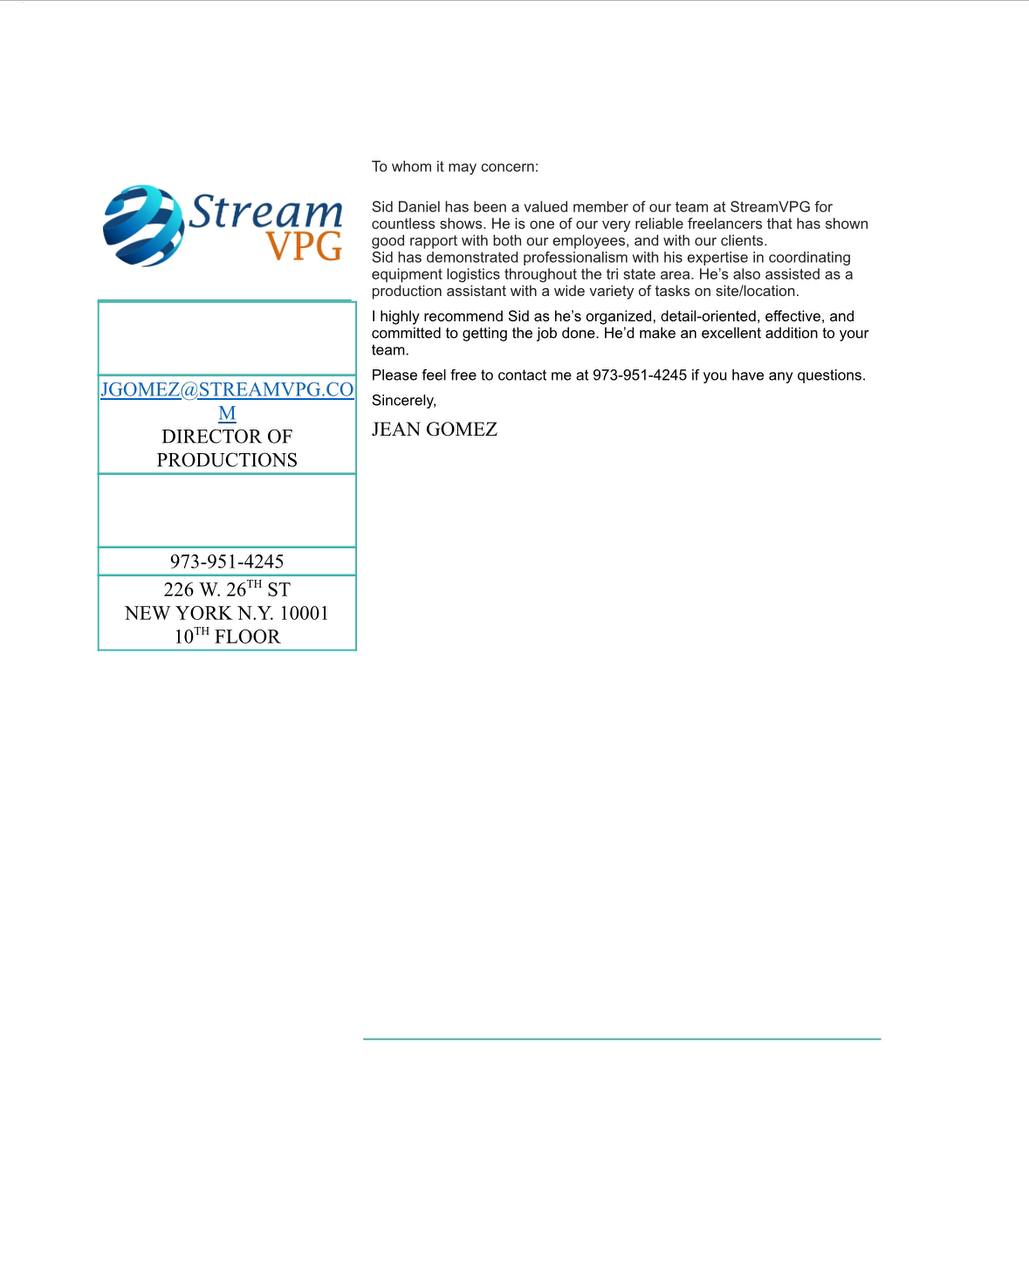 Stream
VPG
JGOMEZ@STREAMVPG.CO
M
DIRECTOR OF
PRODUCTIONS
973-951-4245
226 W. 26TH ST
NEW YORK N.Y. 10001
10TH FLOOR
To whom it may concern:
Sid Daniel has been a valued member of our team at StreamVPG for
countless shows. He is one of our very reliable freelancers that has shown
good rapport with both our employees, and with our clients.
Sid has demonstrated professionalism with his expertise in coordinating
equipment logistics throughout the tri state area. He’s also assisted as a
production assistant with a wide variety of tasks on site/location.
I highly recommend Sid as he’s organized, detail-oriented, effective, and
committed to getting the job done. He’d make an excellent addition to your
team.
Please feel free to contact me at 973-951-4245 if you have any questions.
Sincerely,
JEAN GOMEZ